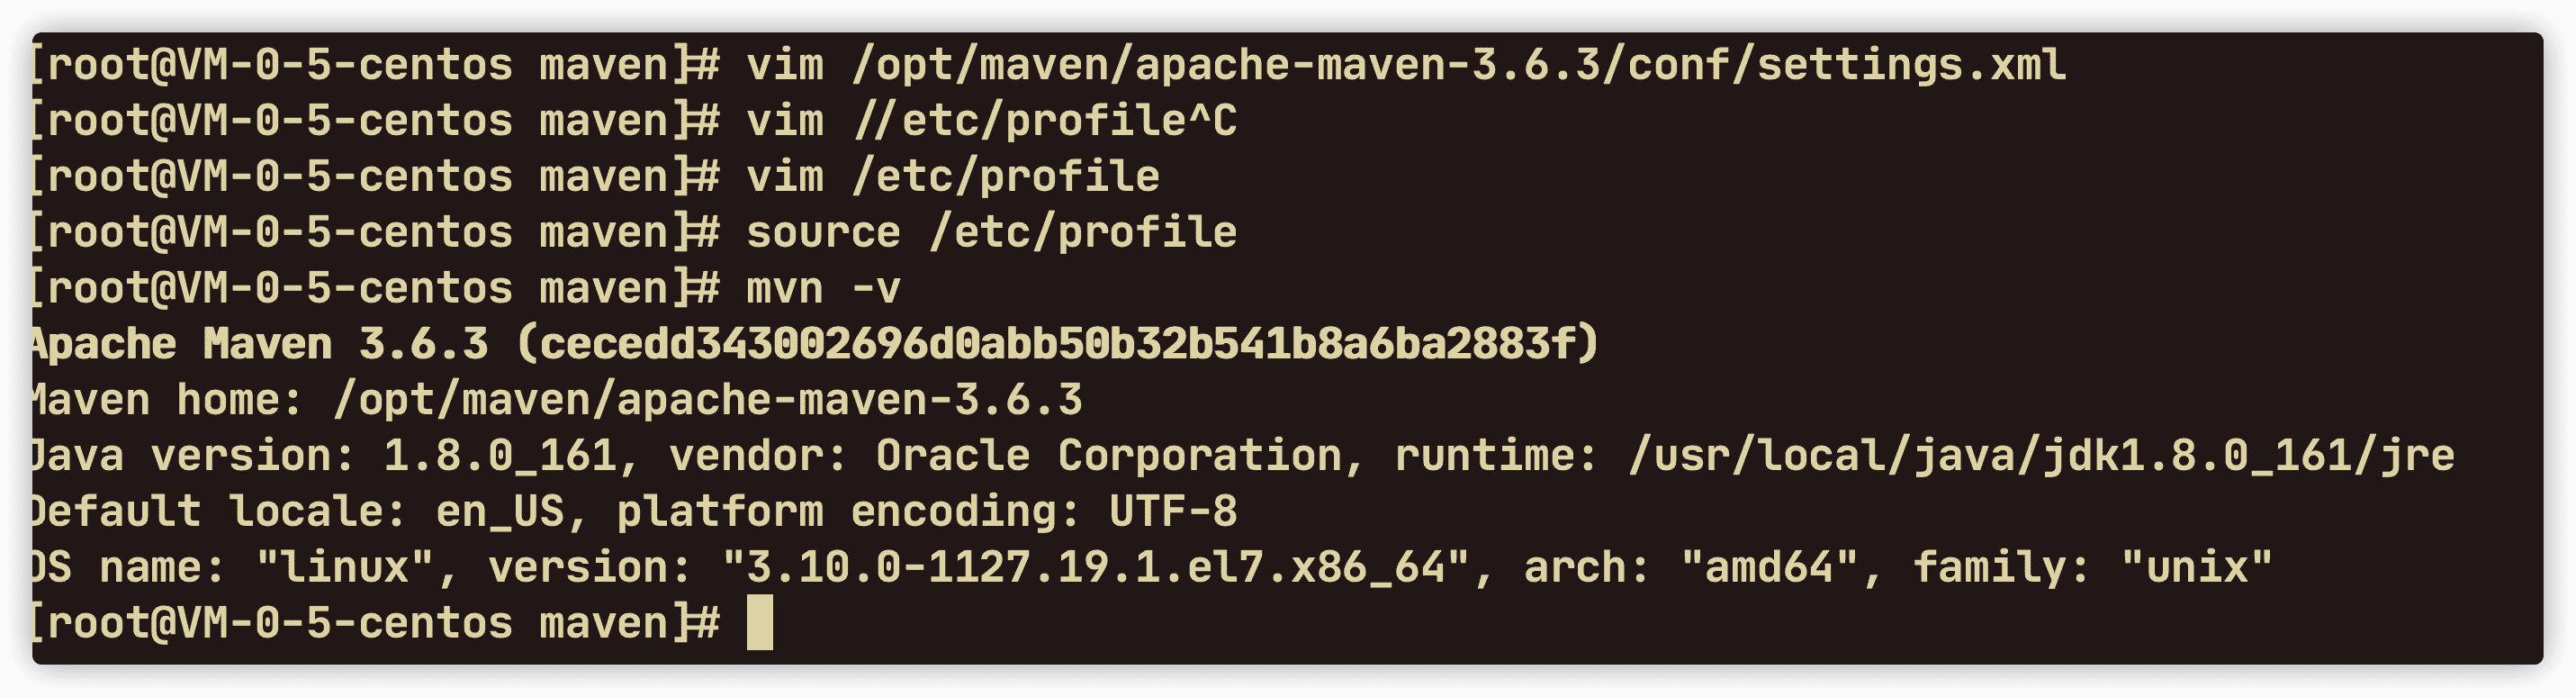 [root@VM-0-5-centos maven]# vim /opt/maven/apache-maven-3.6.3/conf/settings.xml
[root@VM-0-5-centos maven]# vim //etc/profile^C
[root@VM-0-5-centos maven]# vim /etc/profile
[root@VM-0-5-centos maven]# source /etc/profile
[root@VM-0-5-centos maven]# mvn -v
Apache Maven 3.6.3 (cecedd343002696d0abb50b32b541b8a6ba2883f)
Maven home: /opt/maven/apache-maven-3.6.3
Java version: 1.8.0_161, vendor: Oracle Corporation, runtime: /usr/local/java/jdk1.8.0_161/jre
Default locale: en_US, platform encoding: UTF-8
OS name: "linux", version: "3.10.0-1127.19.1.el7.x86_64", arch: "amd64", family: "unix"
[root@VM-0-5-centos maven]#